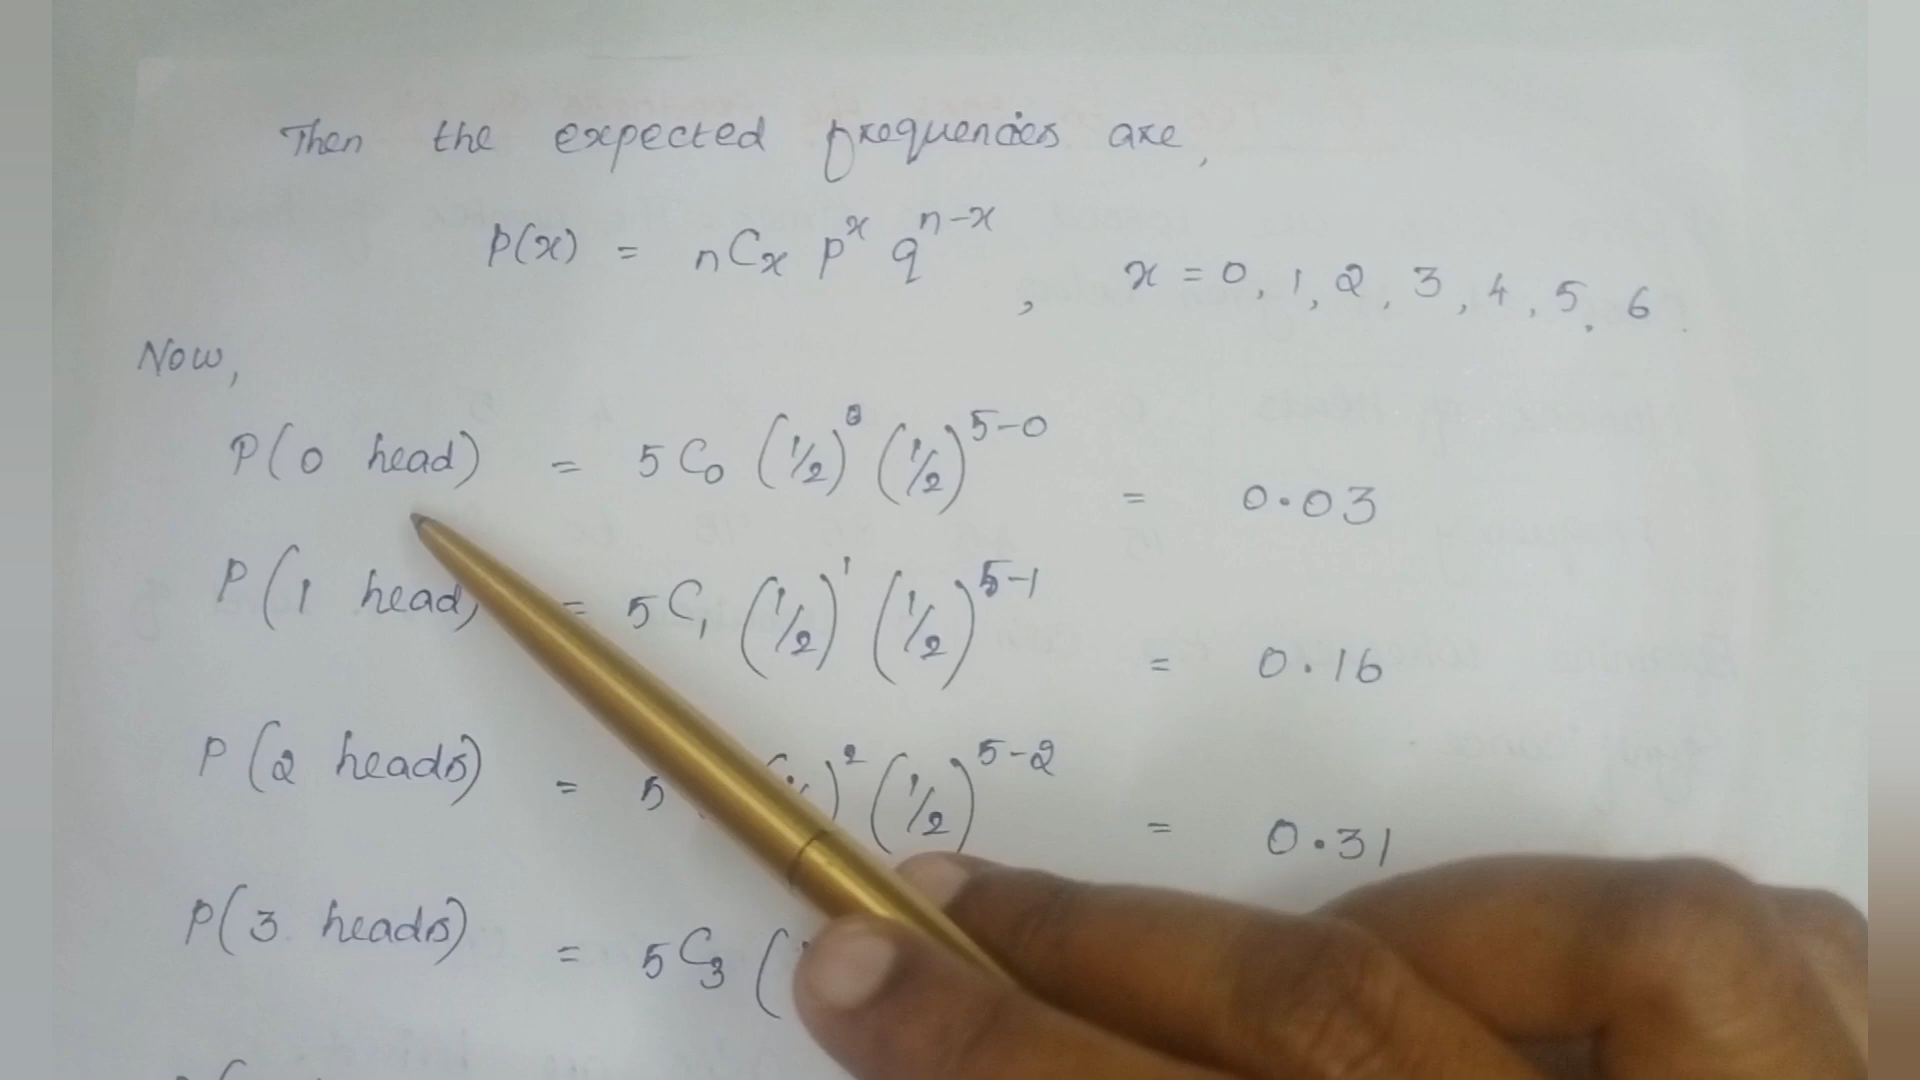 Then the expected frequencies are,
P(x) = nCx p^x q^n-x , x = 0, 1, 2, 3, 4, 5, 6.
Now,
P(0 head) = 5C0 (1/2)^0 (1/2)^5-0 = 0.03
P(1 head) = 5C1 (1/2)^1 (1/2)^5-1 = 0.16
P(2 heads) = 5 )^2 (1/2)^5-2 = 0.31
P(3 heads) = 5C3 (